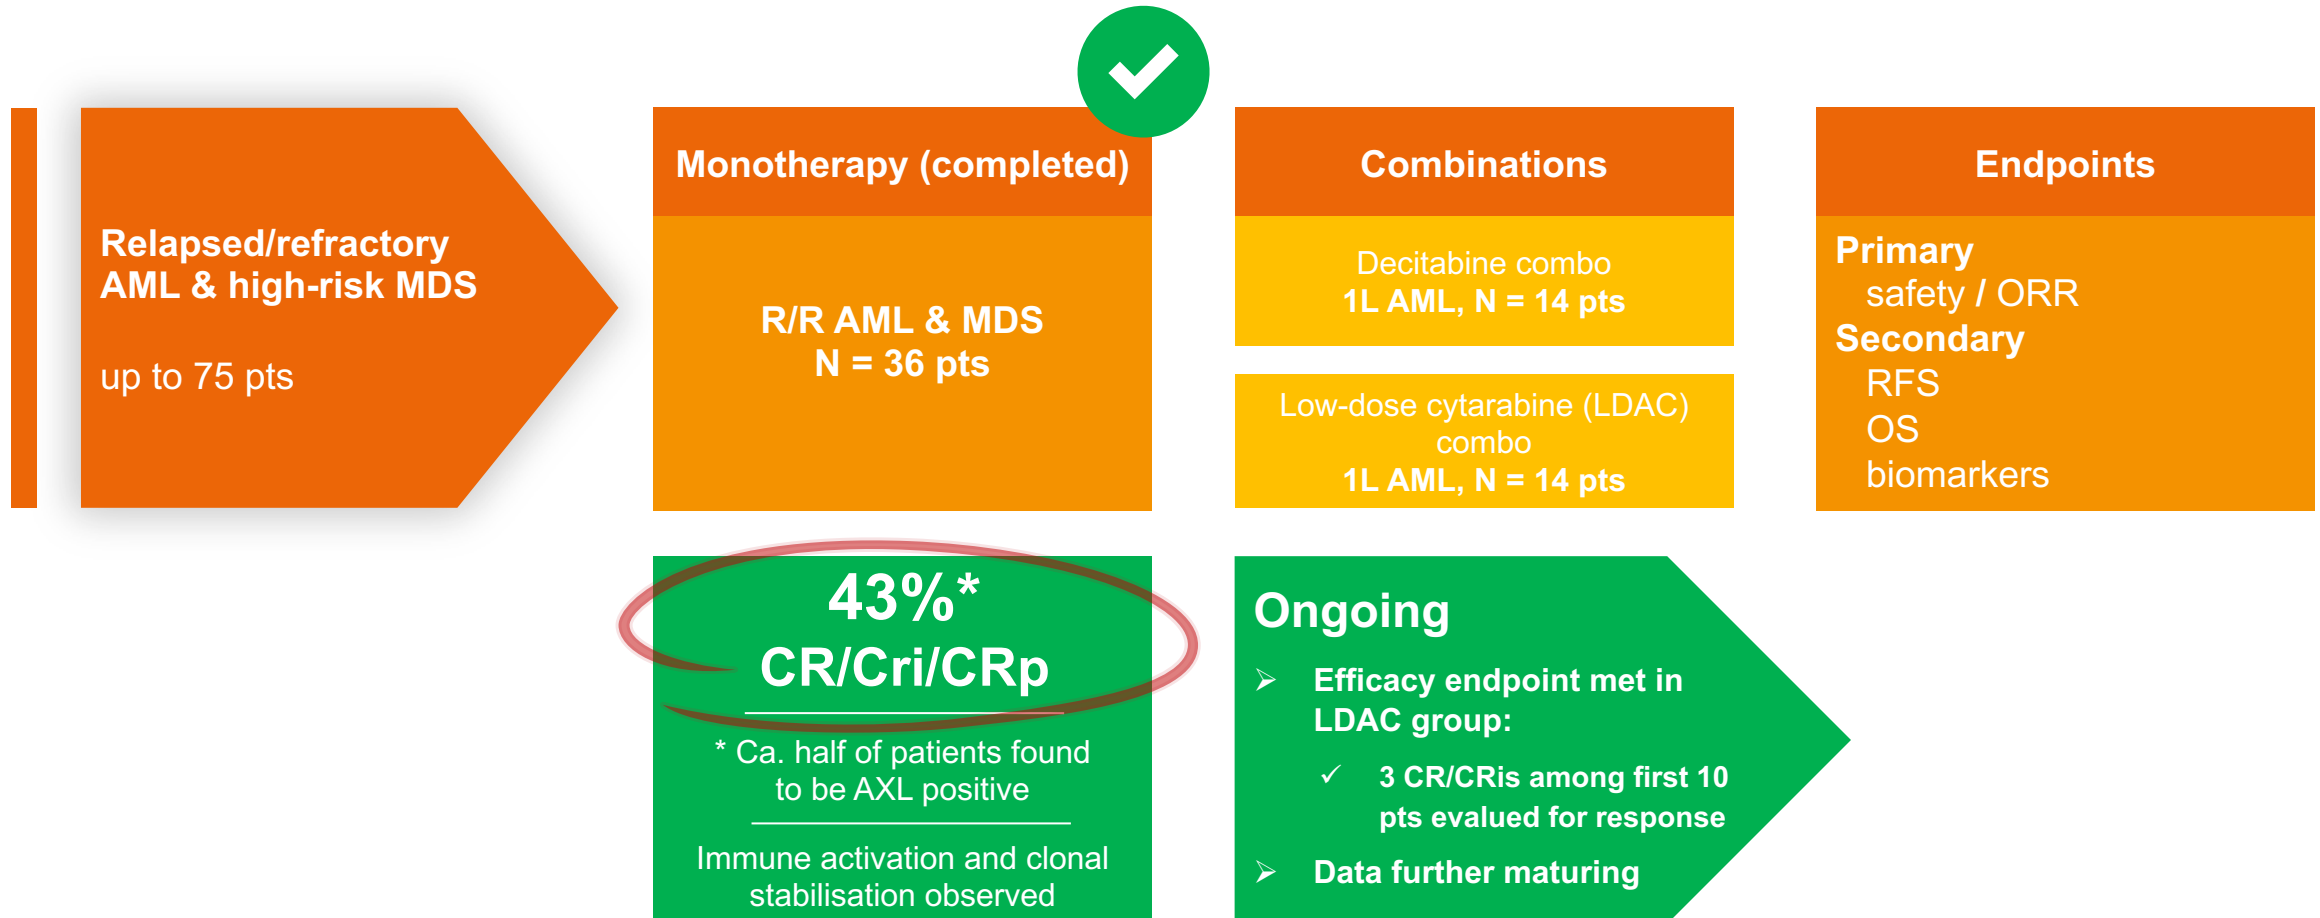 Relapsed/refractory
AML & high-risk MDS
up to 75 pts
Monotherapy (completed)
R/R AML & MDS
N = 36 pts
Combinations
Decitabine combo
1L AML, N = 14 pts
Low-dose cytarabine (LDAC)
combo
1L AML, N = 14 pts
Endpoints
Primary
safety / ORR
Secondary
RFS
OS
biomarkers
43%*
CR/Cri/CRp
* Ca. half of patients found
to be AXL positive
Immune activation and clonal
stabilisation observed
Ongoing
➢ Efficacy endpoint met in
LDAC group:
✓ 3 CR/CRis among first 10
pts evalued for response
➢ Data further maturing